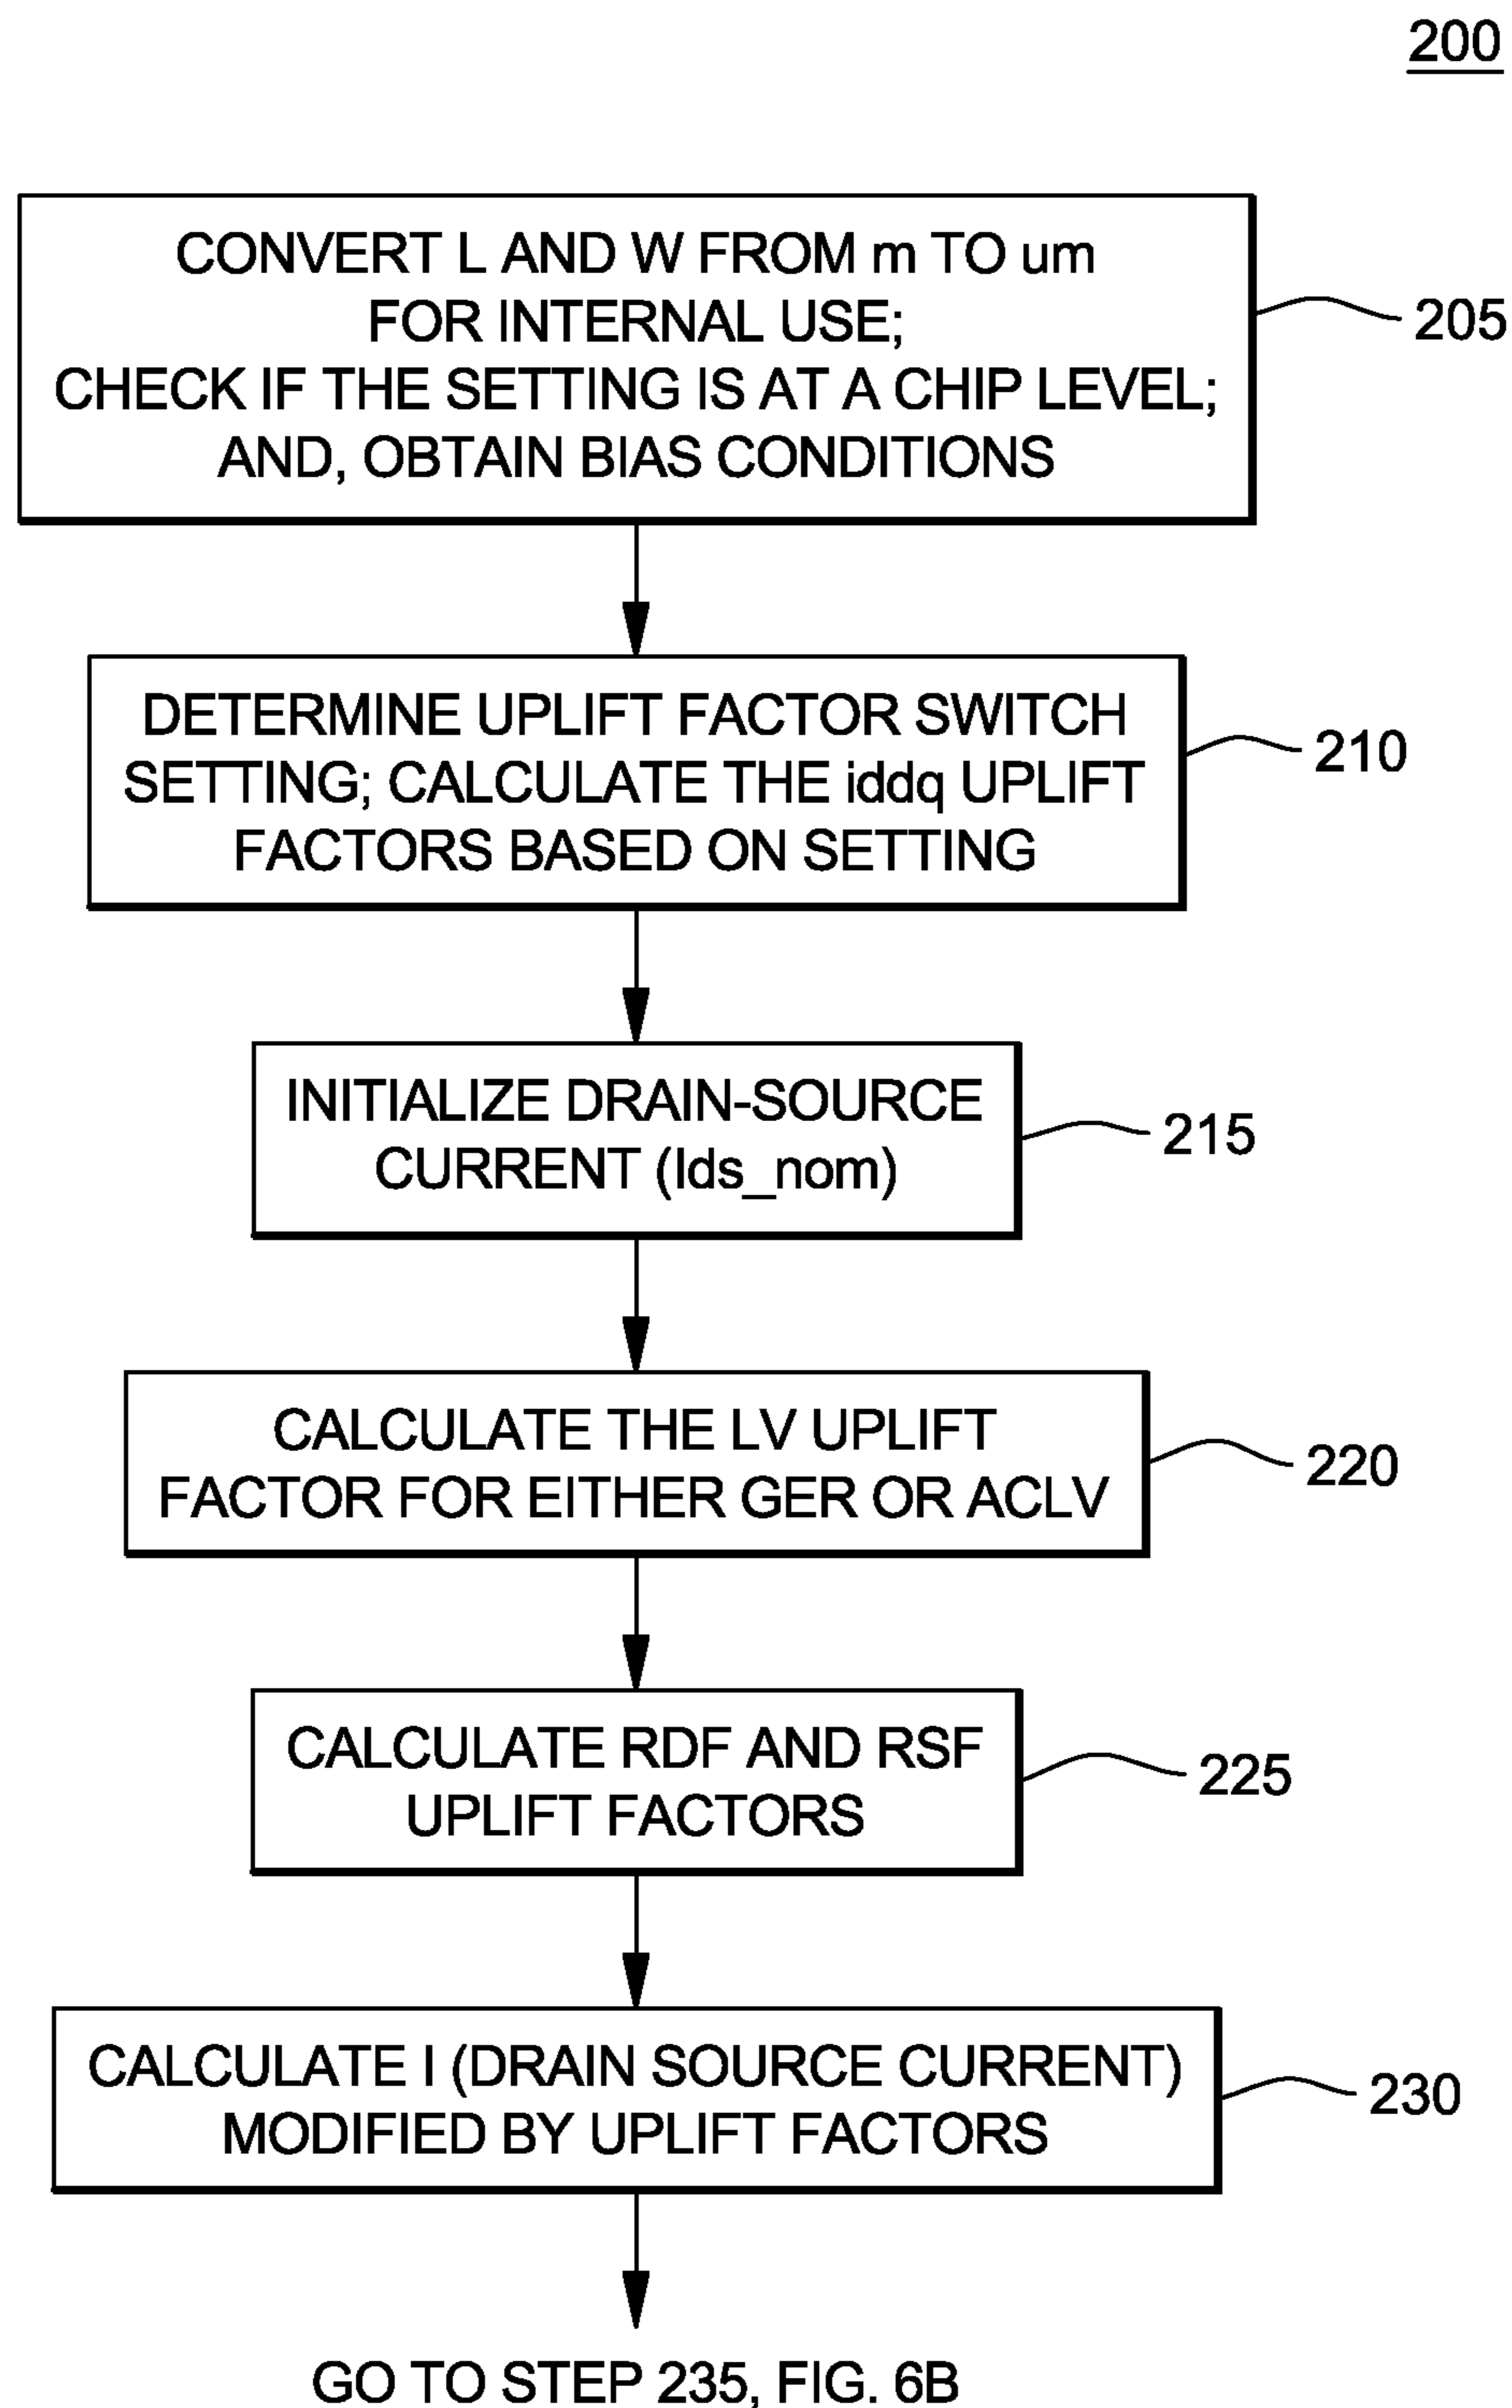 200
CONVERT L AND W FROM m TO um
FOR INTERNAL USE;
CHECK IF THE SETTING IS AT A CHIP LEVEL;
AND, OBTAIN BIAS CONDITIONS
205
DETERMINE UPLIFT FACTOR SWITCH
SETTING; CALCULATE THE iddq UPLIFT
FACTORS BASED ON SETTING
210
INITIALIZE DRAIN-SOURCE
CURRENT (Ids_nom)
215
CALCULATE THE LV UPLIFT
FACTOR FOR EITHER GER OR ACLV
220
CALCULATE RDF AND RSF
UPLIFT FACTORS
225
CALCULATE I (DRAIN SOURCE CURRENT)
MODIFIED BY UPLIFT FACTORS
230
GO TO STEP 235, FIG. 6B